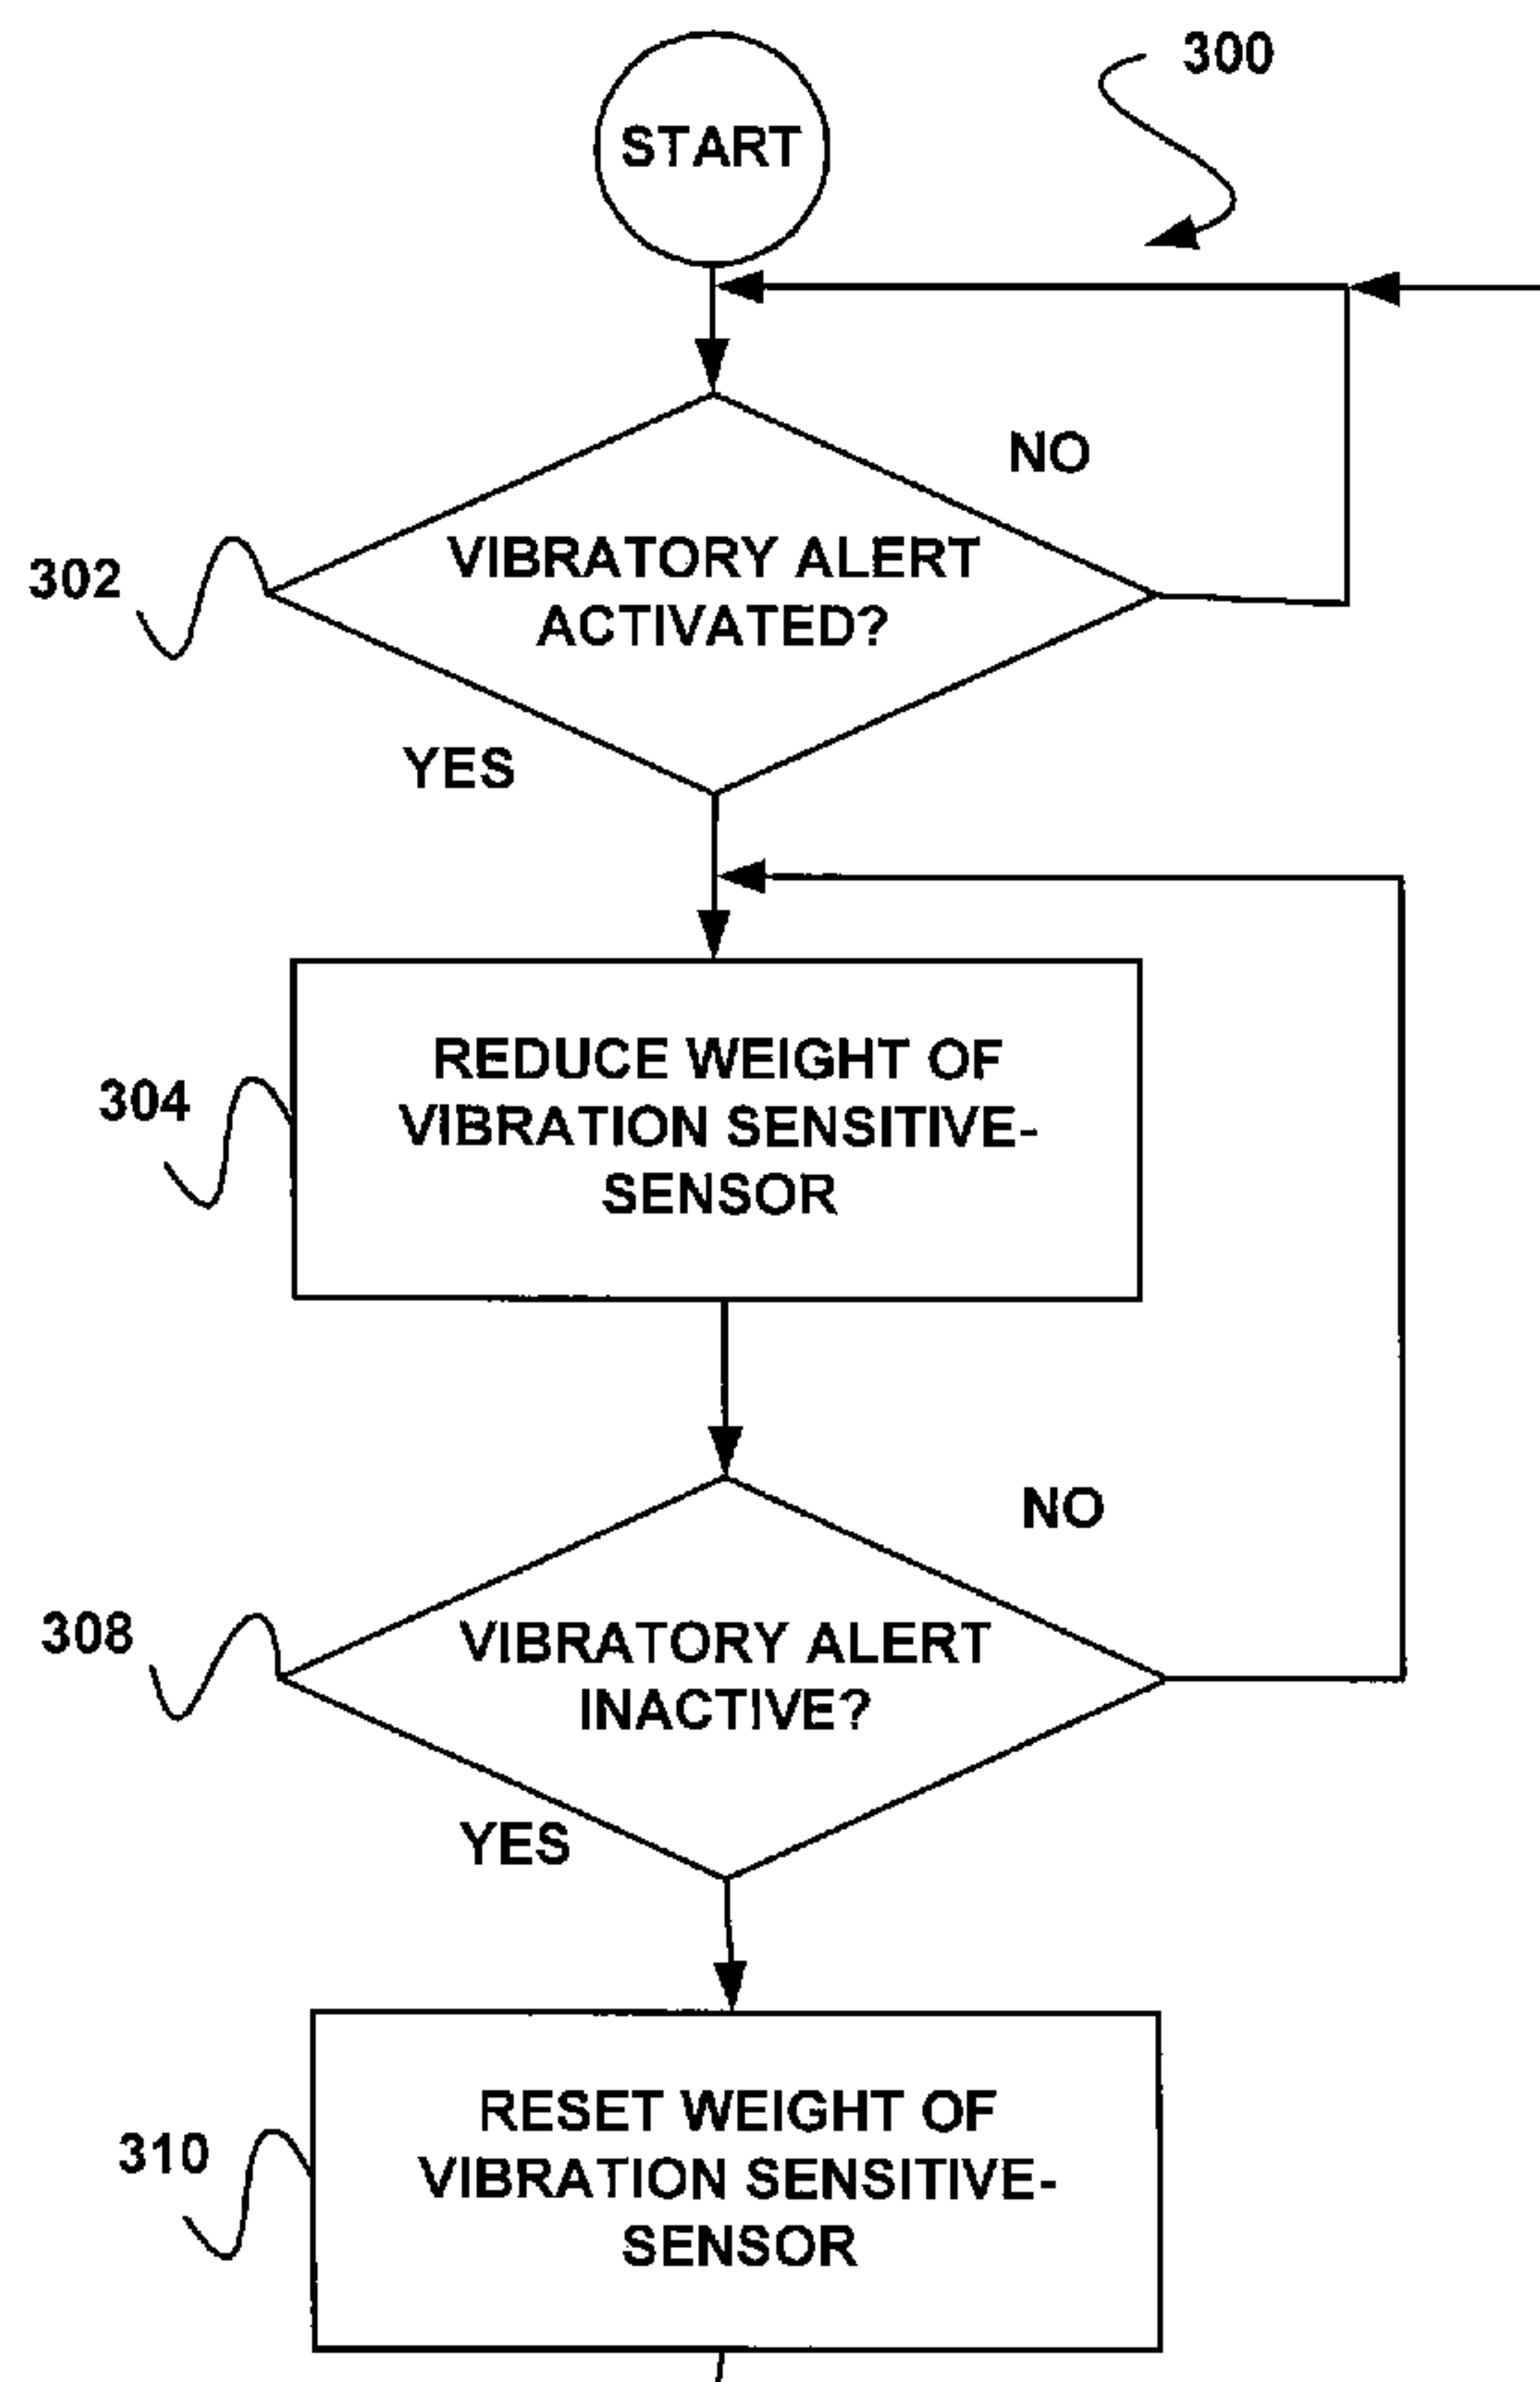 START
300
NO
302
VIBRATORY ALERT
ACTIVATED?
YES
304
REDUCE WEIGHT OF
VIBRATION SENSITIVE-
SENSOR
NO
308
VIBRATORY ALERT
INACTIVE?
YES
310
RESET WEIGHT OF
VIBRATION SENSITIVE-
SENSOR